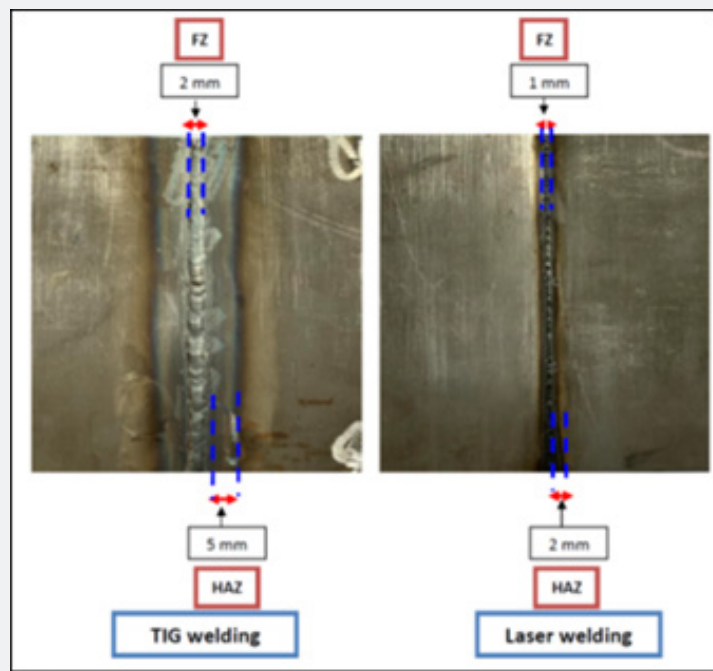 FZ
2 mm
TIG welding
5 mm
HAZ
FZ
1 mm
2 mm
HAZ
Laser welding